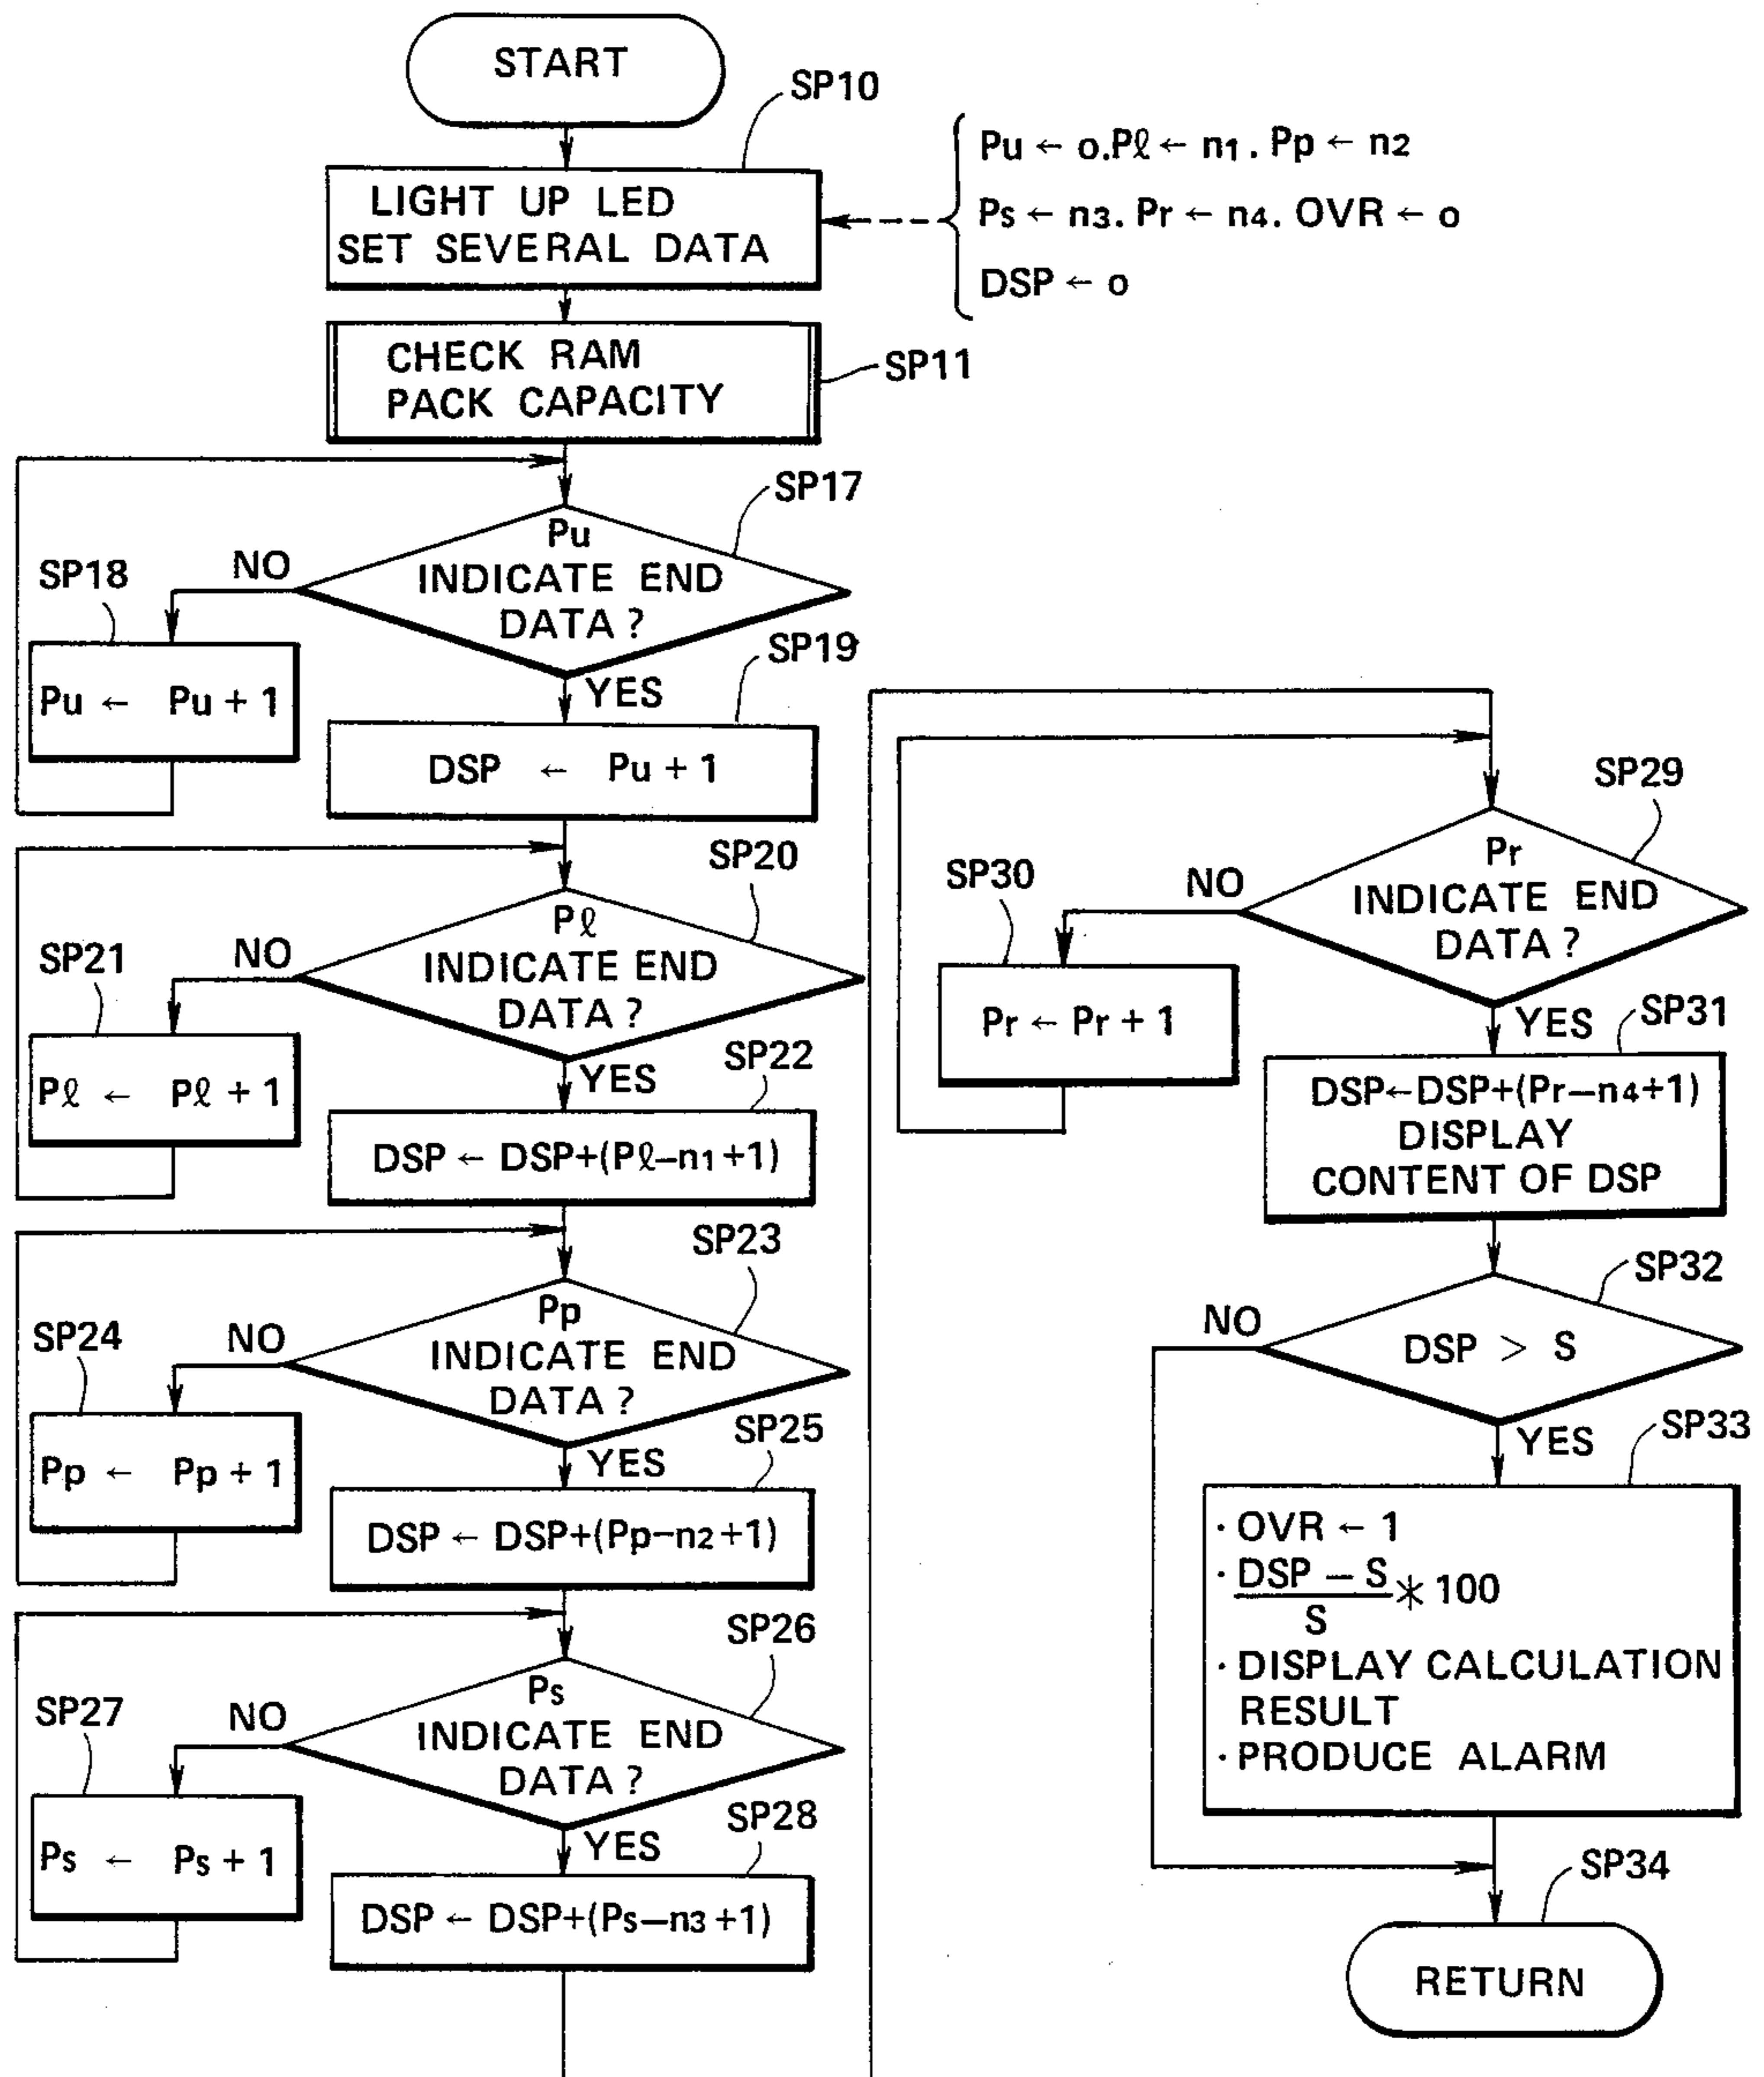 START
SP10
LIGHT UP LED
SET SEVERAL DATA
Pu ← o.Pℓ ← n1. Pp ← n2
Ps ← n3. Pr ← n4. OVR ← o
DSP ← o
CHECK RAM
PACK CAPACITY
SP11
SP17
Pu
INDICATE END
DATA?
NO
SP18
Pu ← Pu + 1
YES
SP19
DSP ← Pu + 1
SP20
Pℓ
INDICATE END
DATA?
NO
SP21
Pℓ ← Pℓ + 1
YES
SP22
DSP ← DSP+(Pℓ–n1+1)
SP23
Pp
INDICATE END
DATA?
NO
SP24
Pp ← Pp + 1
YES
SP25
DSP ← DSP+(Pp–n2+1)
SP26
Ps
INDICATE END
DATA?
NO
SP27
Ps ← Ps + 1
YES
SP28
DSP ← DSP+(Ps–n3+1)
SP29
Pr
INDICATE END
DATA?
NO
SP30
Pr ← Pr + 1
YES
SP31
DSP←DSP+(Pr–n4+1)
DISPLAY
CONTENT OF DSP
SP32
DSP > S
NO
YES
SP33
· OVR ← 1
· DSP – S
S
* 100
· DISPLAY CALCULATION
RESULT
· PRODUCE ALARM
SP34
RETURN